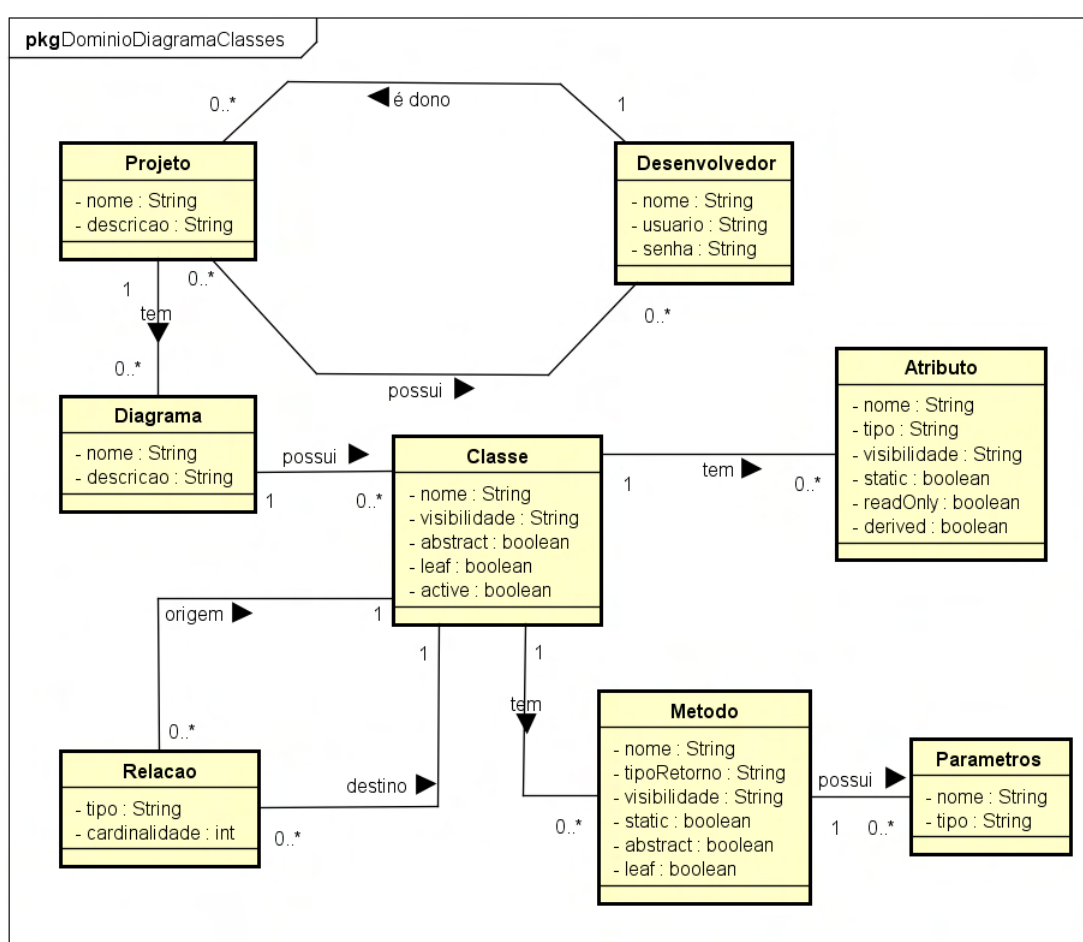 pkgDominioDiagramaClasses
0..*
é dono
1
Projeto
- nome : String
- descricao : String
Desenvolvedor
- nome : String
- usuario : String
- senha : String
1
0..*
tem
0..*
0..*
possui
Diagrama
- nome : String
- descricao : String
possui
1
0..*
Classe
- nome : String
- visibilidade : String
- abstract : boolean
- leaf : boolean
- active : boolean
1
tem
0..*
Atributo
- nome : String
- tipo : String
- visibilidade : String
- static : boolean
- readOnly : boolean
- derived : boolean
origem
1
0..*
1
1
tem
Relacao
- tipo : String
- cardinalidade : int
destino
0..*
0..*
Metodo
- nome : String
- tipoRetorno : String
- visibilidade : String
- static : boolean
- abstract : boolean
- leaf : boolean
possui
1
0..*
Parametros
- nome : String
- tipo : String